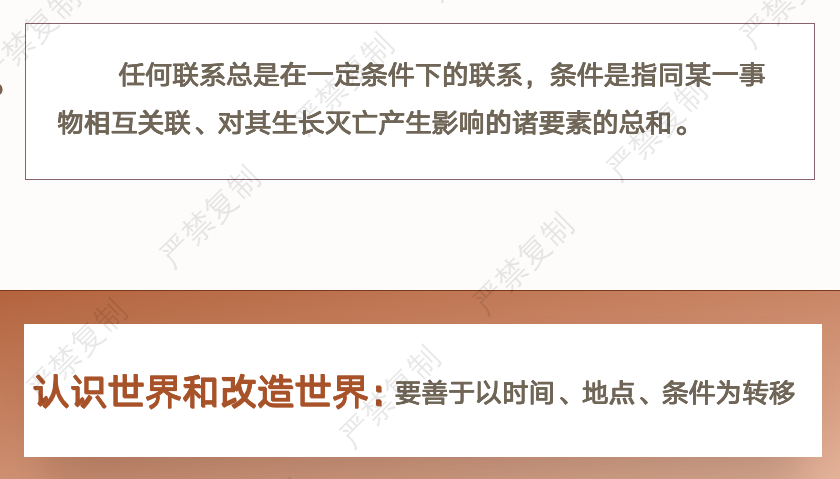 任何联系总是在一定条件下的联系，条件是指同某一事
物相互关联、对其生长灭亡产生影响的诸要素的总和。
认识世界和改造世界：要善于以时间、地点、条件为转移
严禁复制
严禁复制
严禁复制
严禁复制
严禁复制
严禁复制
严禁复制
严禁复制